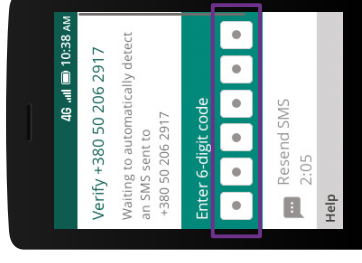 4G 10:38 AM
Verify +380 50 206 2917
Waiting to automatically detect
an SMS sent to
+380 50 206 2917
Enter 6-digit code
Resend SMS
2:05
Help